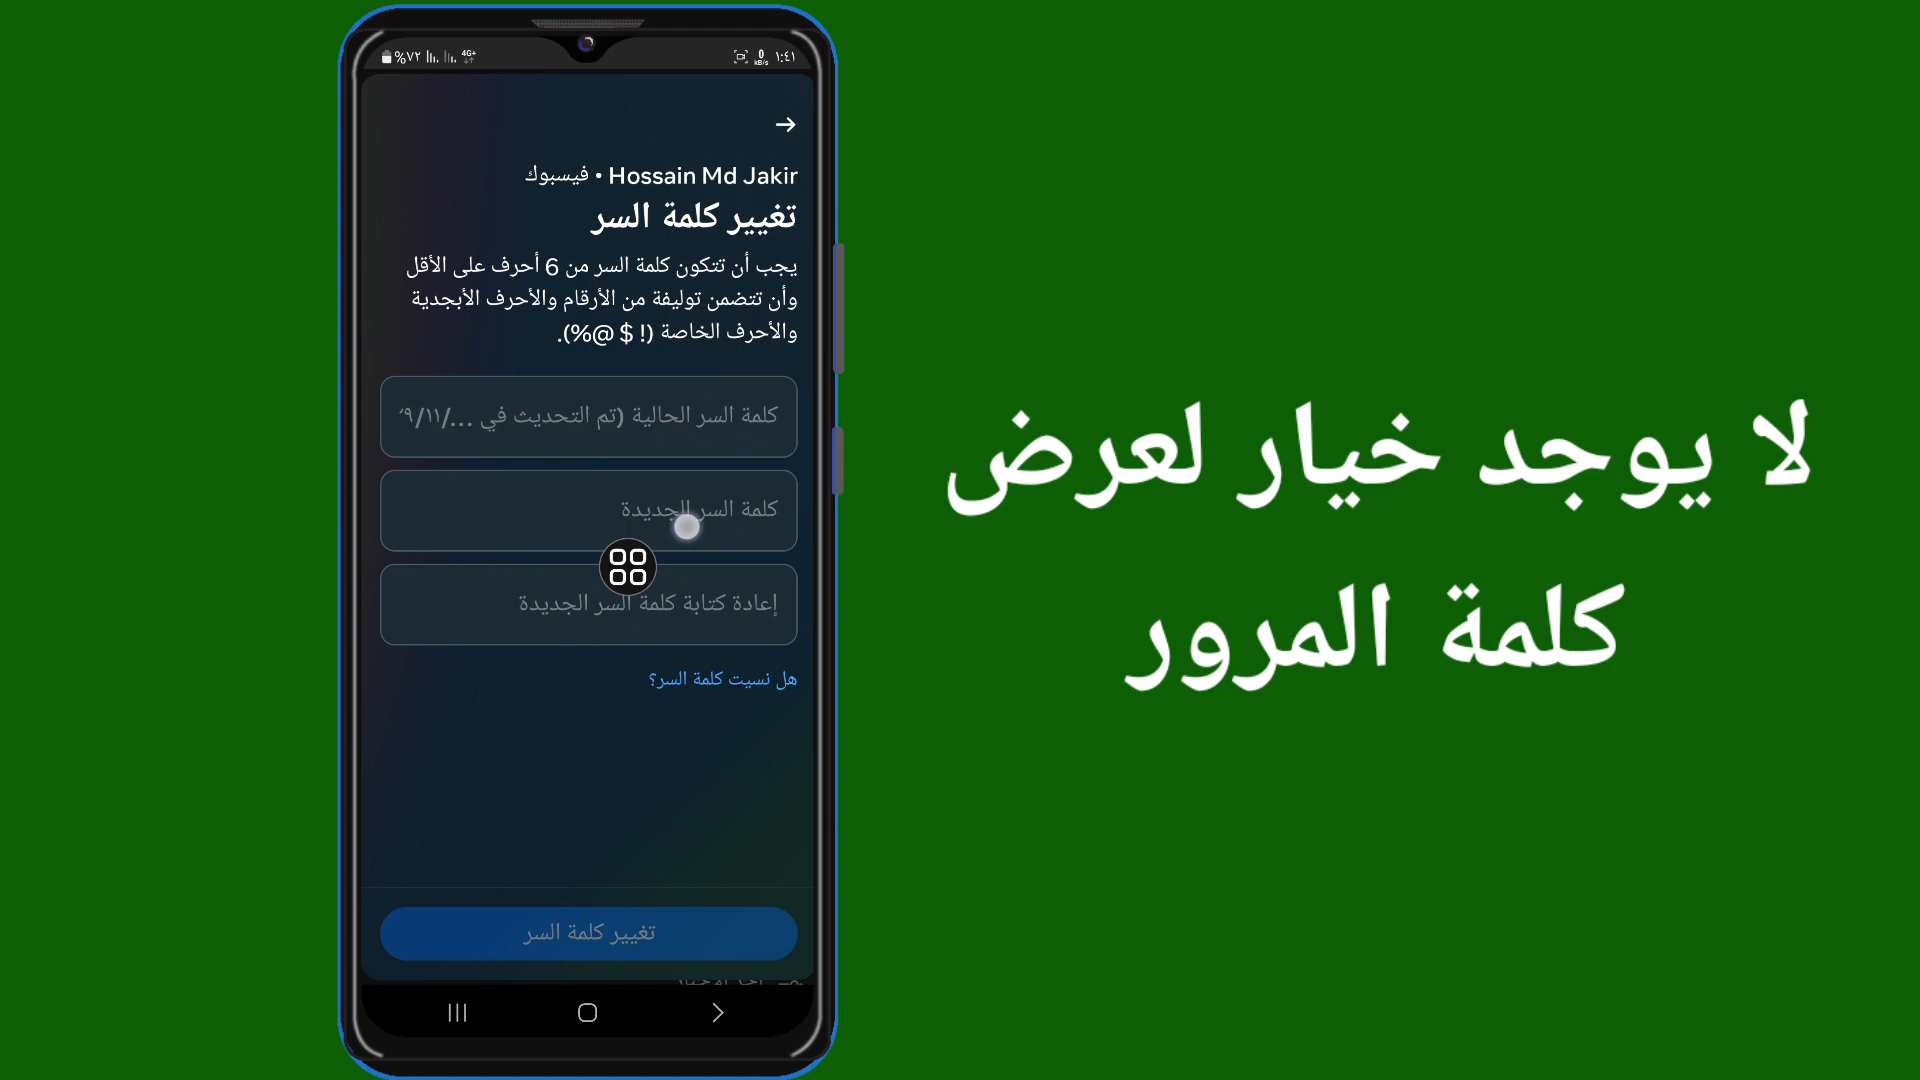 %٧٢ 4G+ 0 kB/s ١:٤١
Hossain Md Jakir • فيسبوك
تغيير كلمة السر
يجب أن تتكون كلمة السر من 6 أحرف على الأقل
وأن تتضمن توليفة من الأرقام والأحرف الأبجدية
والأحرف الخاصة (! $ @%).
كلمة السر الحالية (تم التحديث في .../١١/٩
كلمة السر الجديدة
إعادة كتابة كلمة السر الجديدة
هل نسيت كلمة السر؟
تغيير كلمة السر
لا يوجد خيار لعرض
كلمة المرور